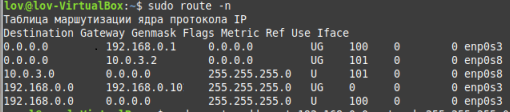 lov@lov-VirtualBox:~$ sudo route -n
Таблица маршутизации ядра протокола IP
Destination Gateway Genmask Flags Metric Ref Use Iface
0.0.0.0 192.168.0.1 0.0.0.0 UG 100 0 0 enp0s3
0.0.0.0 10.0.3.2 0.0.0.0 UG 101 0 0 enp0s8
10.0.3.0 0.0.0.0 255.255.255.0 U 101 0 0 enp0s8
192.168.0.0 192.168.0.10 255.255.255.0 UG 0 0 0 enp0s3
192.168.0.0 0.0.0.0 255.255.255.0 U 100 0 0 enp0s3